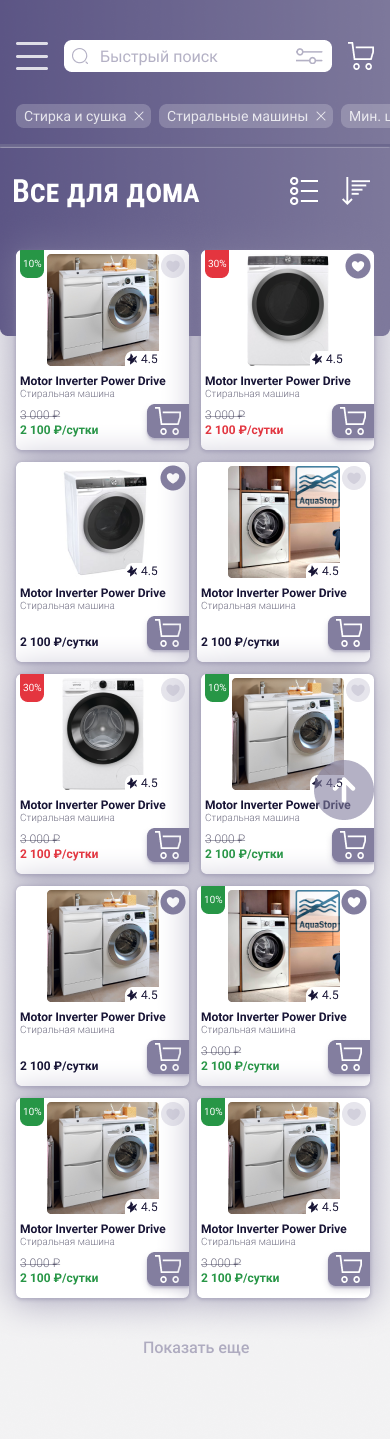 Быстрый поиск
Стирка и сушка
Стиральные машины
Мин.
Все для дома
10%
4.5
Motor Inverter Power Drive
Стиральная машина
3 000 ₽
2 100 ₽/сутки
30%
4.5
Motor Inverter Power Drive
Стиральная машина
3 000 ₽
2 100 ₽/сутки
4.5
Motor Inverter Power Drive
Стиральная машина
2 100 ₽/сутки
AquaStop
4.5
Motor Inverter Power Drive
Стиральная машина
2 100 ₽/сутки
30%
4.5
Motor Inverter Power Drive
Стиральная машина
3 000 ₽
2 100 ₽/сутки
10%
4.5
Motor Inverter Power Drive
Стиральная машина
3 000 ₽
2 100 ₽/сутки
4.5
Motor Inverter Power Drive
Стиральная машина
2 100 ₽/сутки
10%
AquaStop
4.5
Motor Inverter Power Drive
Стиральная машина
3 000 ₽
2 100 ₽/сутки
10%
4.5
Motor Inverter Power Drive
Стиральная машина
3 000 ₽
2 100 ₽/сутки
10%
4.5
Motor Inverter Power Drive
Стиральная машина
3 000 ₽
2 100 ₽/сутки
Показать еще